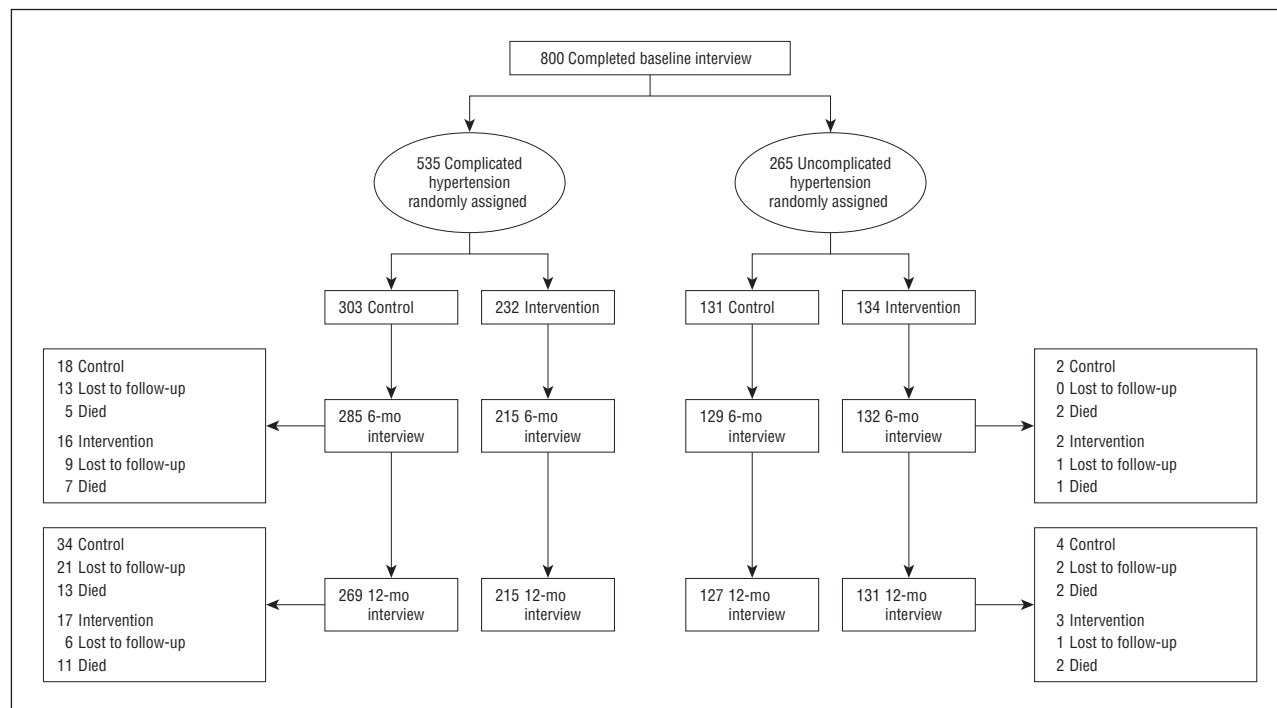 800 Completed baseline interview
535 Complicated
hypertension
randomly assigned
265 Uncomplicated
hypertension
randomly assigned
303 Control
232 Intervention
131 Control
134 Intervention
18 Control
13 Lost to follow-up
5 Died
16 Intervention
9 Lost to follow-up
7 Died
285 6-mo
interview
215 6-mo
interview
129 6-mo
interview
132 6-mo
interview
2 Control
0 Lost to follow-up
2 Died
2 Intervention
1 Lost to follow-up
1 Died
34 Control
21 Lost to follow-up
13 Died
17 Intervention
6 Lost to follow-up
11 Died
269 12-mo
interview
215 12-mo
interview
127 12-mo
interview
131 12-mo
interview
4 Control
2 Lost to follow-up
2 Died
3 Intervention
1 Lost to follow-up
2 Died